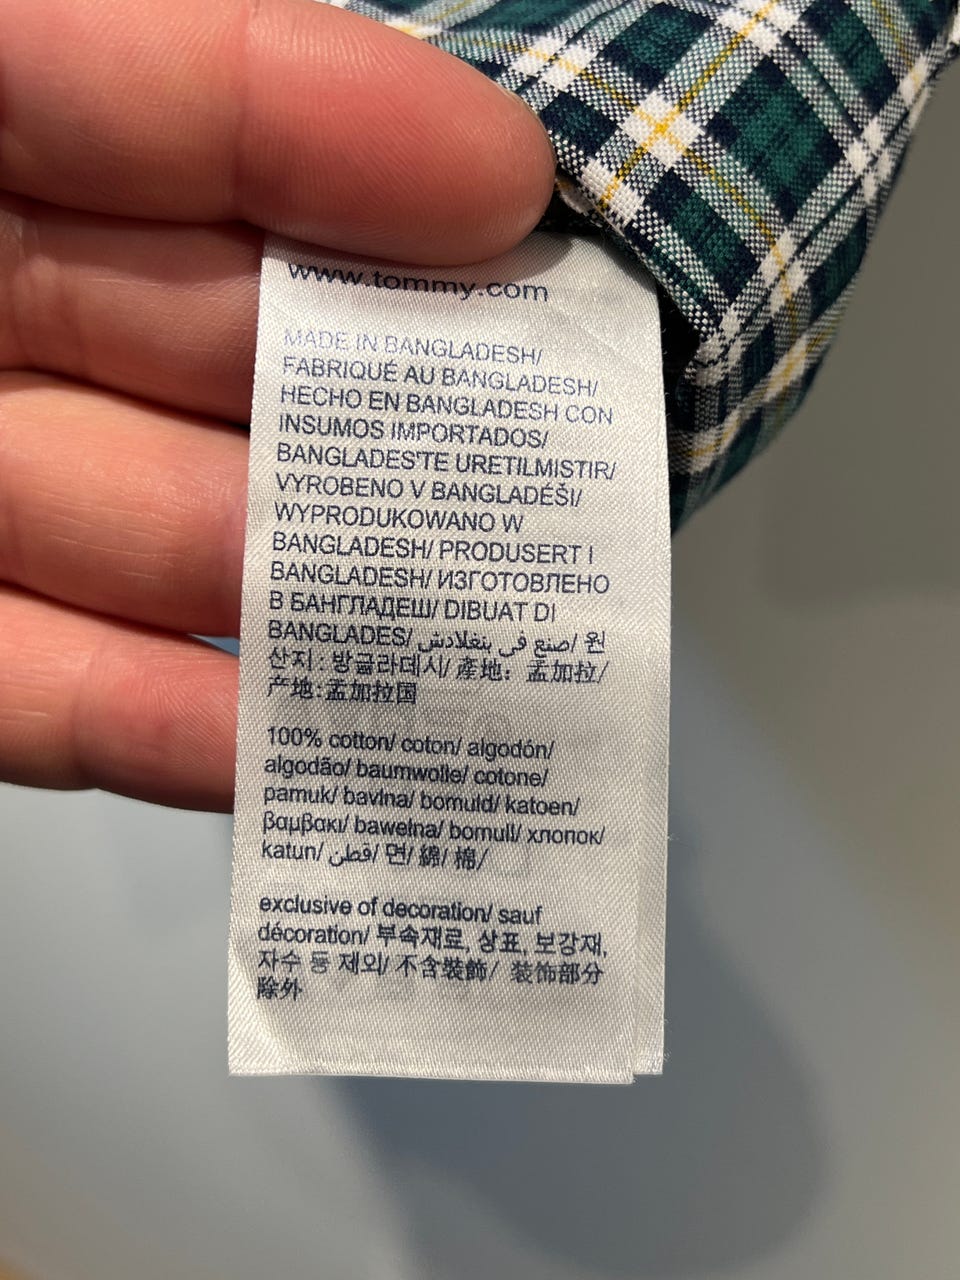 www.tommy.com
MADE IN BANGLADESH/
FABRIQUÉ AU BANGLADESH/
HECHO EN BANGLADESH CON
INSUMOS IMPORTADOS/
BANGLADES'TE URETILMISTIR/
VYROBENO V BANGLADÉŠI/
WYPRODUKOWANO W
BANGLADESH/ PRODUSERT I
BANGLADESH/ ИЗГОТОВЛЕНО
В БАНГЛАДЕШ/ DIBUAT DI
BANGLADES/ صنع في بنغلادش/ 원
산지: 방글라데시/ 產地: 孟加拉/
产地:孟加拉国
100% cotton/ coton/ algodón/
algodão/ baumwolle/ cotone/
pamuk/ bavlna/ bomuld/ katoen/
βαμβακι/ bawełna/ bomull/ хлопок/
katun/ قطن/ 면/ 綿/ 棉/
exclusive of decoration/ sauf
décoration/ 부속재료, 상표, 보강재,
자수 등 제외/ 不含裝飾/ 装饰部分
除外